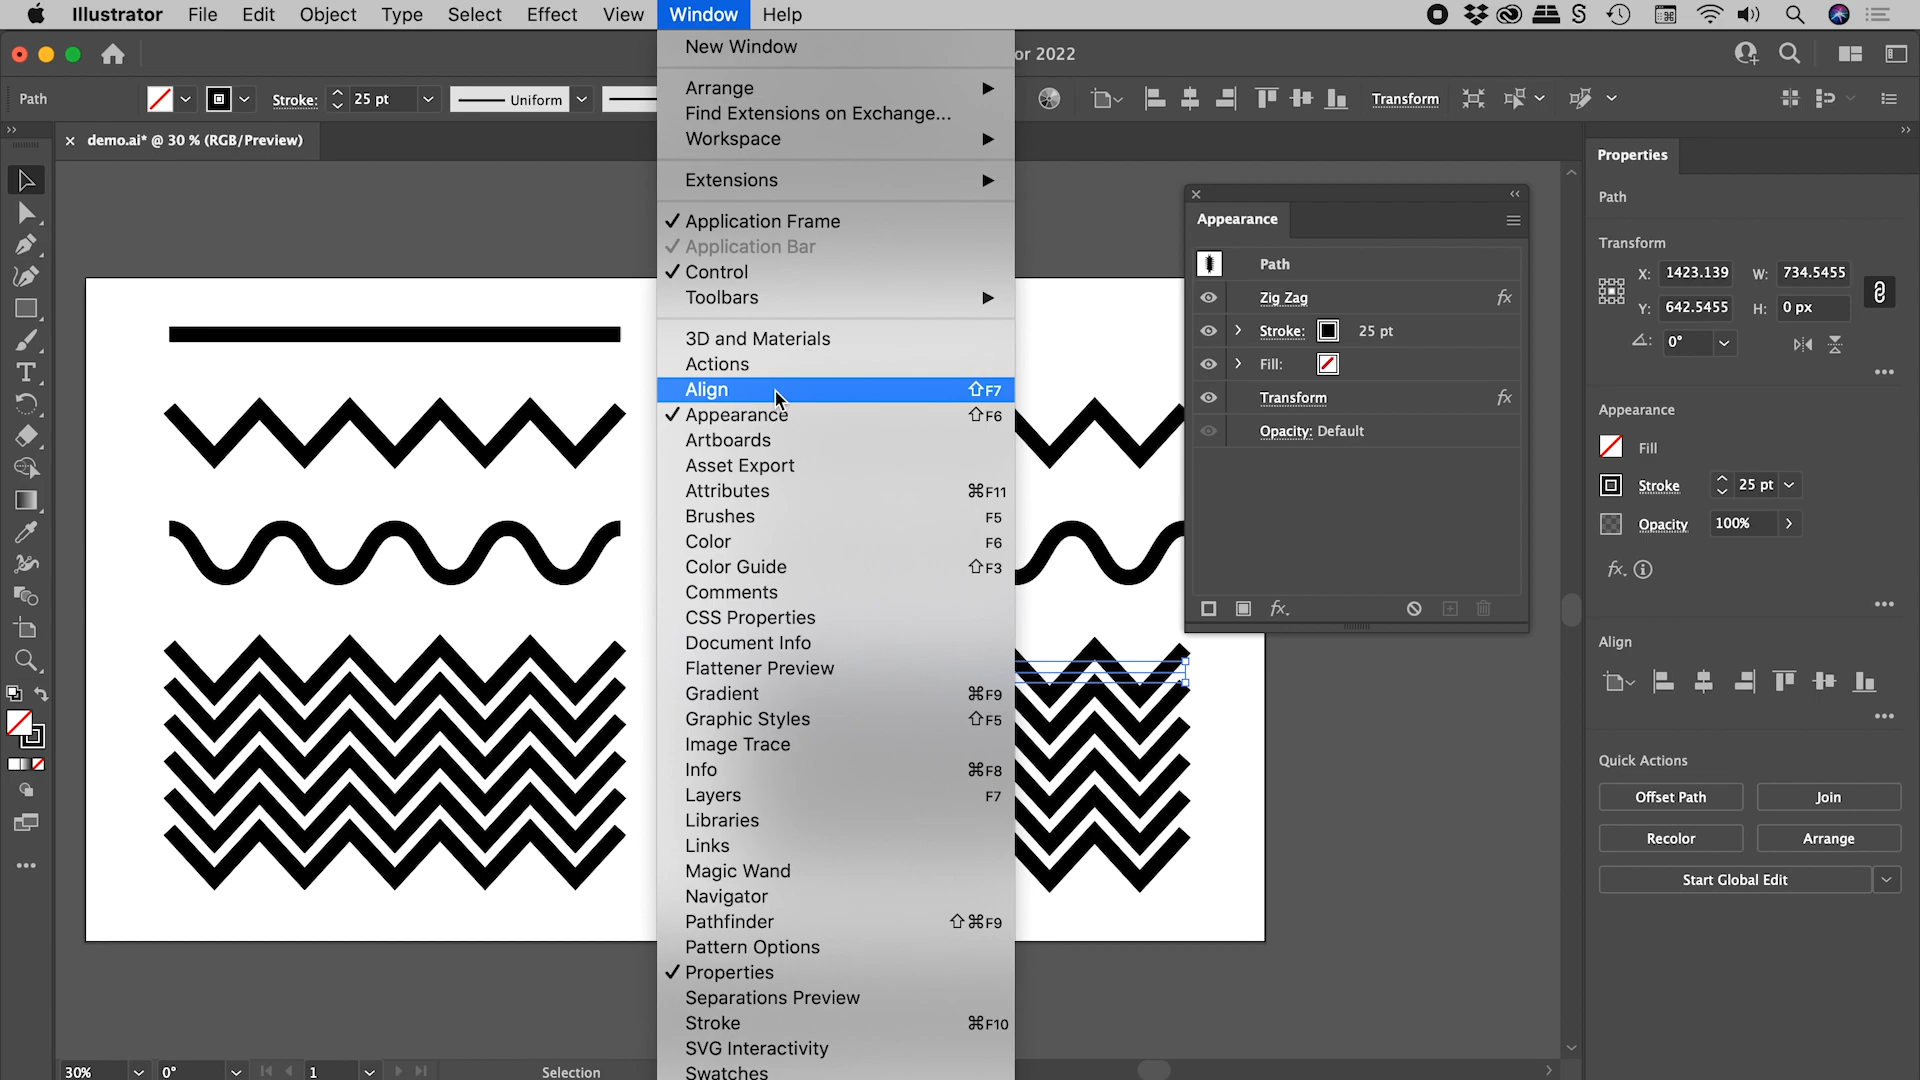 Illustrator File Edit Object Type Select Effect View Window Help
or 2022
Path Stroke: 25 pt Uniform Transform
demo.ai* @ 30 % (RGB/Preview)
New Window
Arrange
Find Extensions on Exchange...
Workspace
Extensions
Application Frame
Application Bar
Control
Toolbars
3D and Materials
Actions
Align ⇧F7
Appearance ⇧F6
Artboards
Asset Export
Attributes ⌘F11
Brushes F5
Color F6
Color Guide ⇧F3
Comments
CSS Properties
Document Info
Flattener Preview
Gradient ⌘F9
Graphic Styles ⇧F5
Image Trace
Info ⌘F8
Layers F7
Libraries
Links
Magic Wand
Navigator
Pathfinder ⇧⌘F9
Pattern Options
Properties
Separations Preview
Stroke ⌘F10
SVG Interactivity
Swatches
Appearance
Path
Zig Zag fx
Stroke: 25 pt
Fill:
Transform fx
Opacity: Default
fx.
Properties
Path
Transform
X: 1423.139 W: 734.5455
Y: 642.5455 H: 0 px
0°
Appearance
Fill
Stroke 25 pt
Opacity 100%
fx.
Align
Quick Actions
Offset Path Join
Recolor Arrange
Start Global Edit
30% 0° 1 Selection